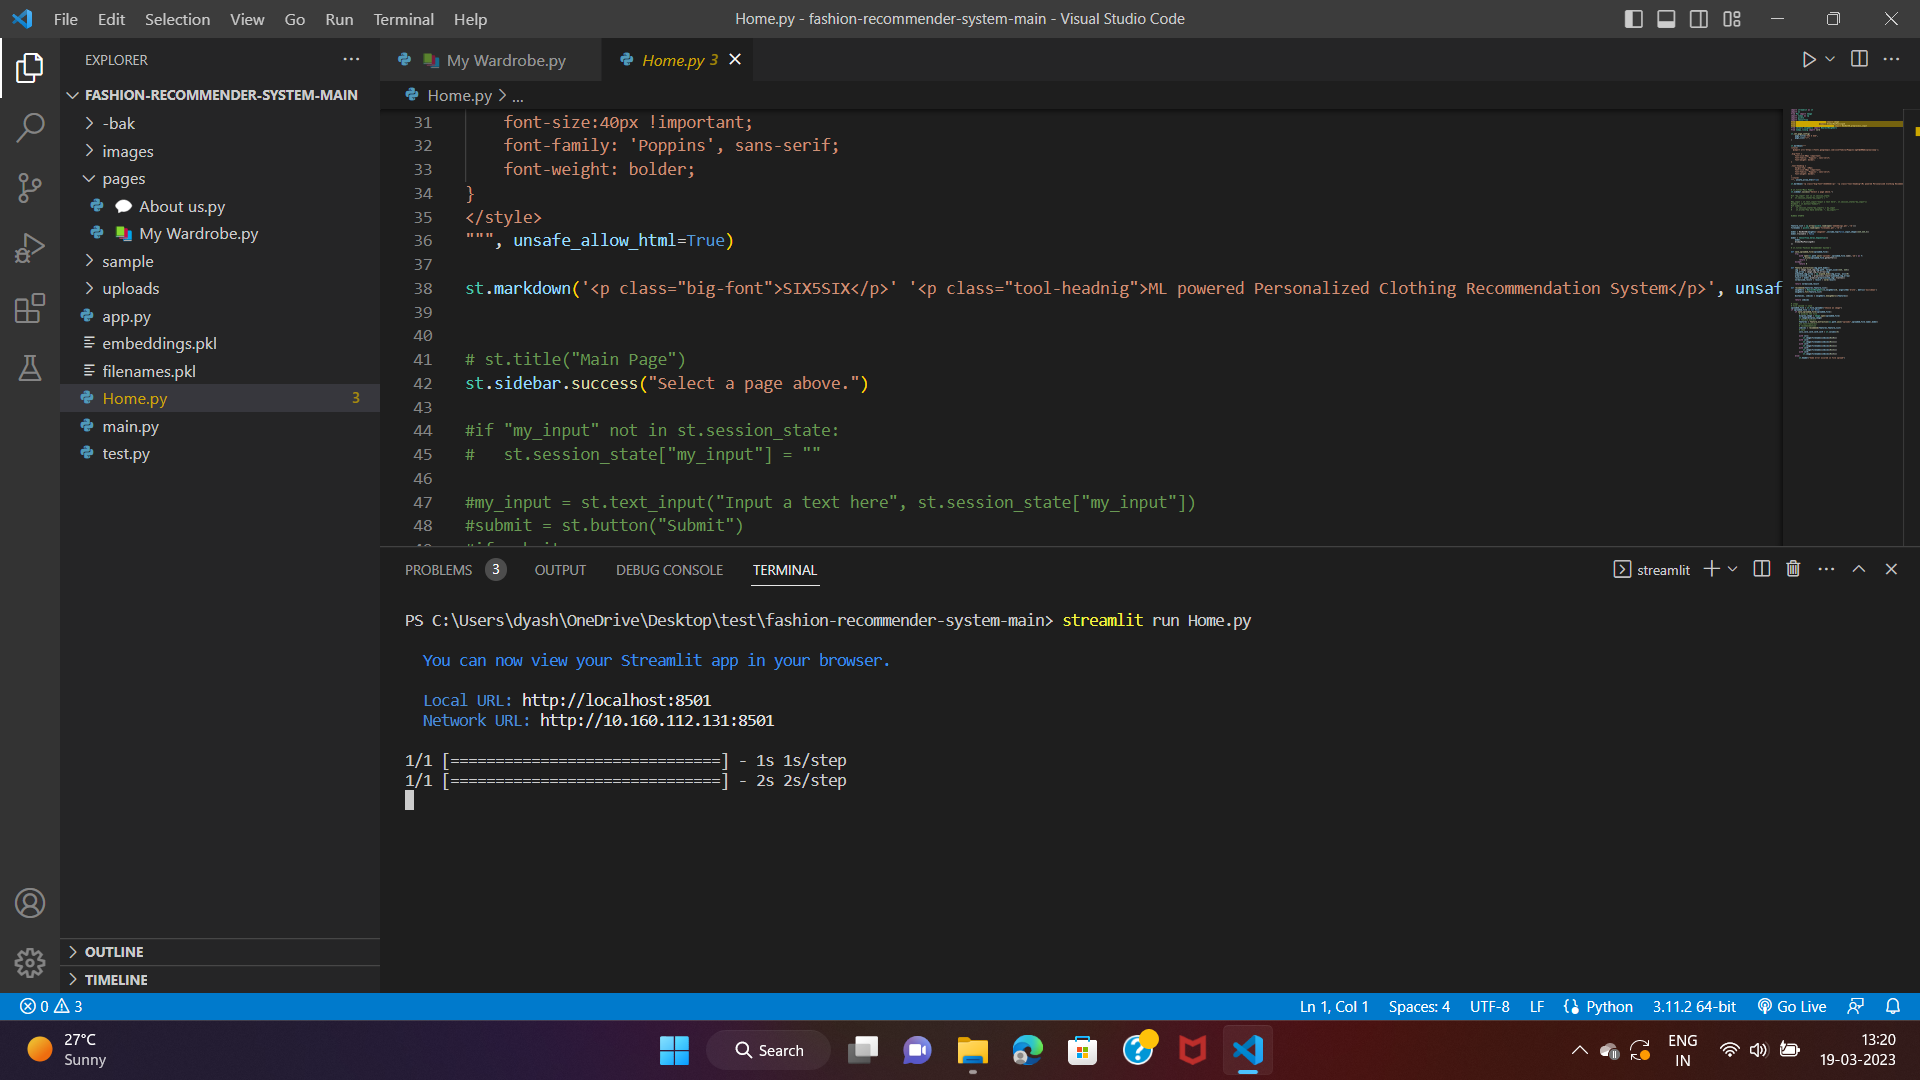 File Edit Selection View Go Run Terminal Help
Home.py - fashion-recommender-system-main - Visual Studio Code
EXPLORER
FASHION-RECOMMENDER-SYSTEM-MAIN
-bak
images
pages
About us.py
My Wardrobe.py
sample
uploads
app.py
embeddings.pkl
filenames.pkl
Home.py 3
main.py
test.py
OUTLINE
TIMELINE
My Wardrobe.py
Home.py 3
Home.py > ...
31 font-size:40px !important;
32 font-family: 'Poppins', sans-serif;
33 font-weight: bolder;
34 }
35 </style>
36 """, unsafe_allow_html=True)
37
38 st.markdown('<p class="big-font">SIX5SIX</p>' '<p class="tool-headnig">ML powered Personalized Clothing Recommendation System</p>', unsaf
39
40
41 # st.title("Main Page")
42 st.sidebar.success("Select a page above.")
43
44 #if "my_input" not in st.session_state:
45 #   st.session_state["my_input"] = ""
46
47 #my_input = st.text_input("Input a text here", st.session_state["my_input"])
48 #submit = st.button("Submit")
PROBLEMS 3 OUTPUT DEBUG CONSOLE TERMINAL
streamlit
PS C:\Users\dyash\OneDrive\Desktop\test\fashion-recommender-system-main> streamlit run Home.py
You can now view your Streamlit app in your browser.
Local URL: http://localhost:8501
Network URL: http://10.160.112.131:8501
1/1 [==============================] - 1s 1s/step
1/1 [==============================] - 2s 2s/step
0 3
Ln 1, Col 1 Spaces: 4 UTF-8 LF Python 3.11.2 64-bit Go Live
27°C
Sunny
Search
ENG
IN
13:20
19-03-2023